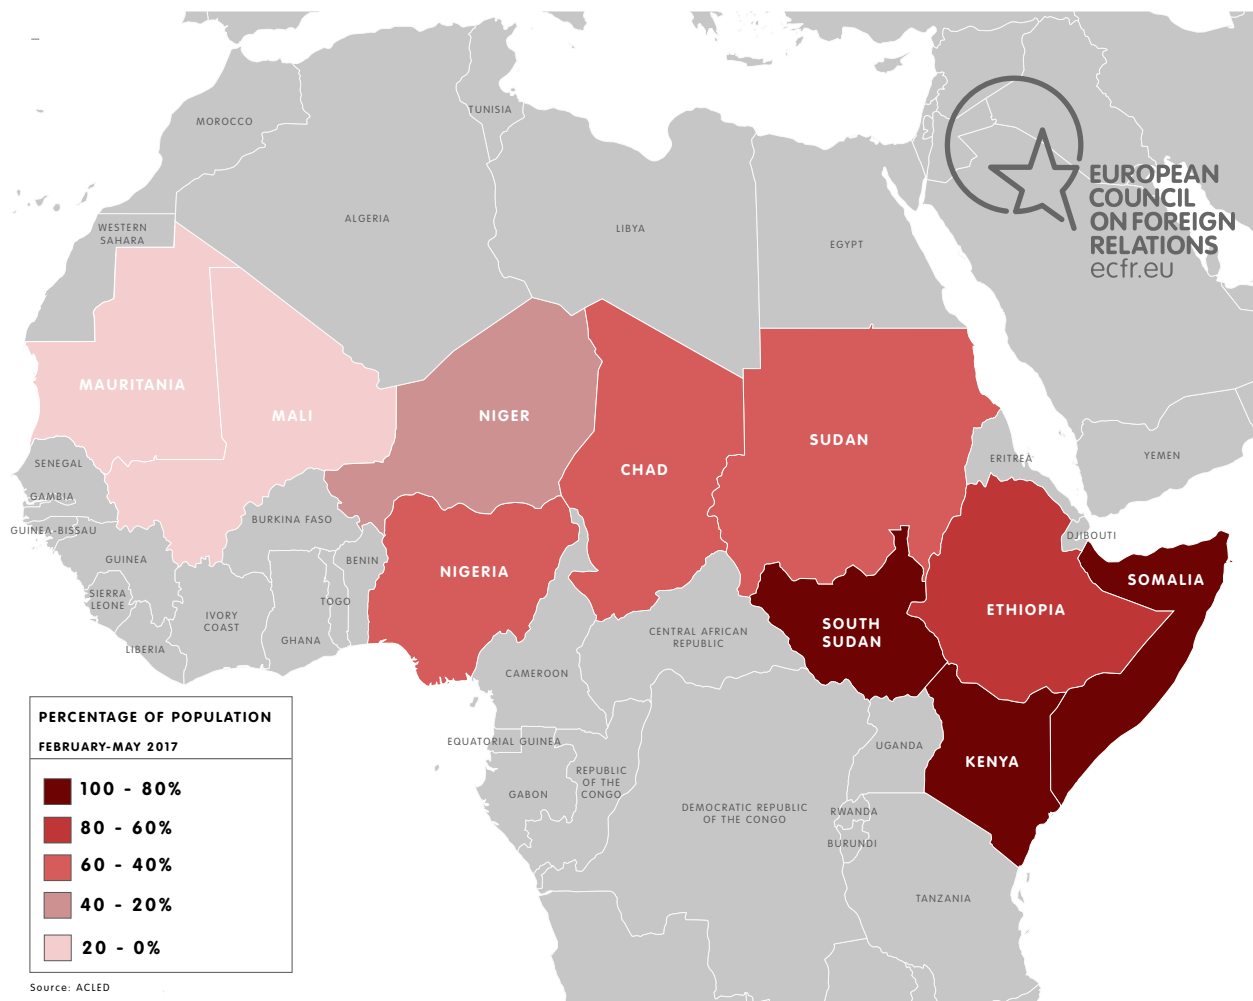 TUNISIA
MOROCCO
EUROPEAN
COUNCIL
ON FOREIGN
RELATIONS
ecfr.eu
ALGERIA
WESTERN
SAHARA
LIBYA
EGYPT
MAURITANIA
MALI
NIGER
SUDAN
CHAD
ERITREA
YEMEN
SENEGAL
GAMBIA
GUINEA-BISSAU
BURKINA FASO
DJIBOUTI
GUINEA
BENIN
NIGERIA
SOMALIA
SIERRA
LEONE
TOGO
IVORY
COAST
ETHIOPIA
GHANA
LIBERIA
CENTRAL AFRICAN
REPUBLIC
SOUTH
SUDAN
CAMEROON
EQUATORIAL GUINEA
UGANDA
KENYA
GABON
REPUBLIC
OF THE
CONGO
DEMOCRATIC REPUBLIC
OF THE CONGO
RWANDA
BURUNDI
TANZANIA
PERCENTAGE OF POPULATION
FEBRUARY-MAY 2017
100 - 80%
80 - 60%
60 - 40%
40 - 20%
20 - 0%
Source: ACLED